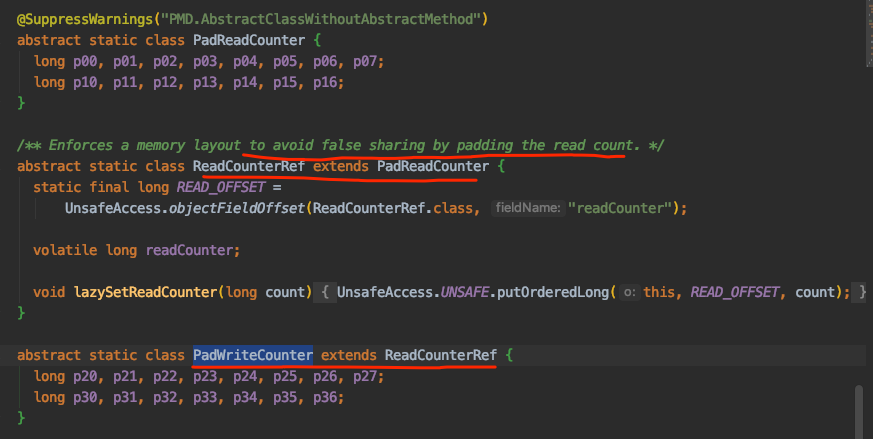 @SuppressWarnings("PMD.AbstractClassWithoutAbstractMethod")
abstract static class PadReadCounter {
long p00, p01, p02, p03, p04, p05, p06, p07;
long p10, p11, p12, p13, p14, p15, p16;
}
/** Enforces a memory layout to avoid false sharing by padding the read count. */
abstract static class ReadCounterRef extends PadReadCounter {
static final long READ_OFFSET =
UnsafeAccess.objectFieldOffset(ReadCounterRef.class, fieldName: "readCounter");
volatile long readCounter;
void lazySetReadCounter(long count) { UnsafeAccess.UNSAFE.putOrderedLong( o: this, READ_OFFSET, count); }
}
abstract static class PadWriteCounter extends ReadCounterRef {
long p20, p21, p22, p23, p24, p25, p26, p27;
long p30, p31, p32, p33, p34, p35, p36;
}